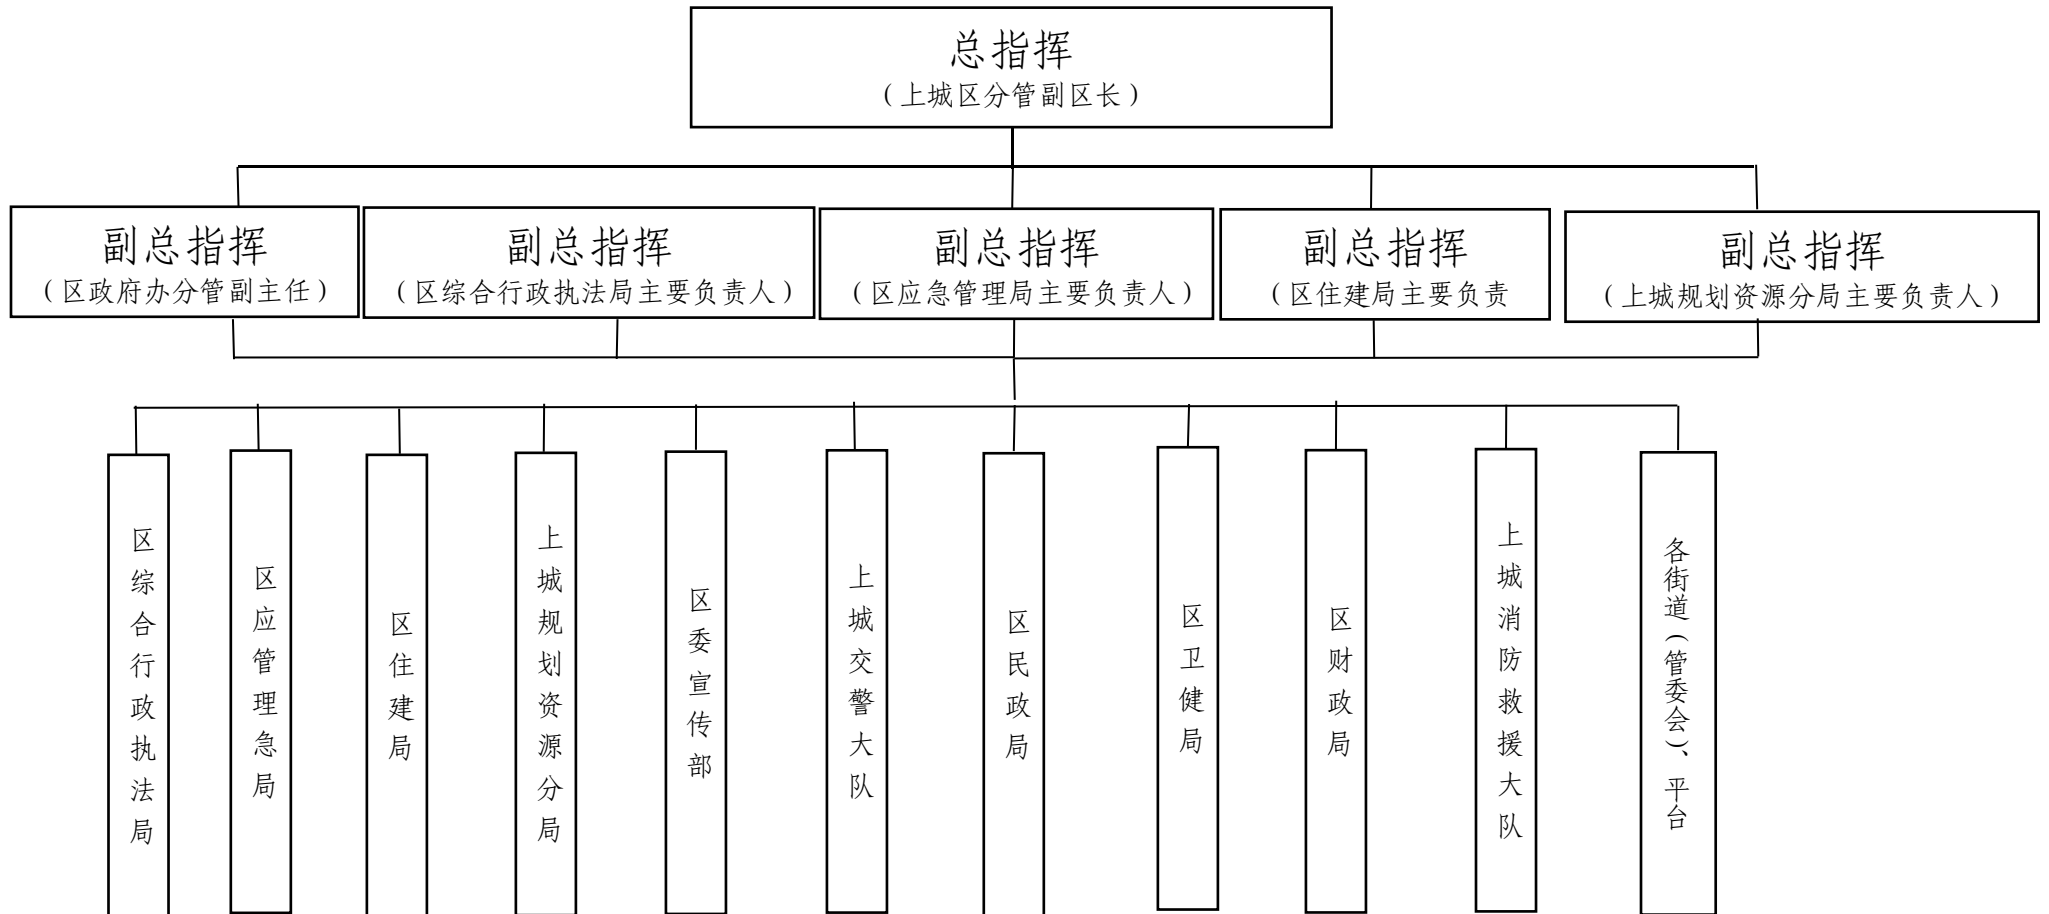 总指挥
(上城区分管副区长)
副总指挥
(区政府办分管副主任)
副总指挥
(区综合行政执法局主要负责人)
副总指挥
(区应急管理局主要负责人)
副总指挥
(区住建局主要负责
副总指挥
(上城规划资源分局主要负责人)
区综合行政执法局
区应管理急局
区住建局
上城规划资源分局
区委宣传部
上城交警大队
区民政局
区卫健局
区财政局
上城消防救援大队
各街道(管委会)、平台